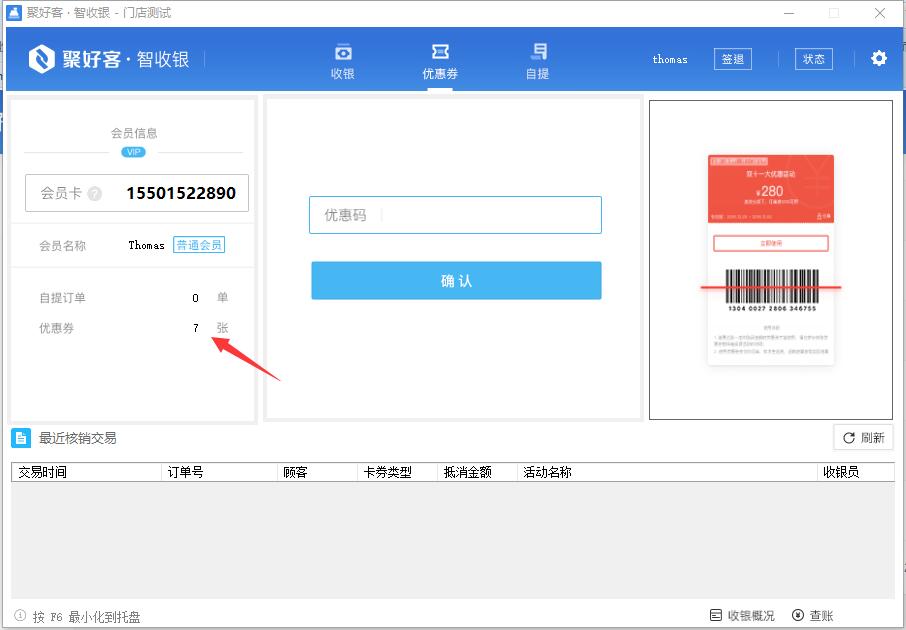 聚好客·智收银 - 门店测试
聚好客·智收银
收银
优惠券
自提
thomas
签退
状态
会员信息
VIP
会员卡 ? 15501522890
会员名称 Thomas 普通会员
自提订单 0 单
优惠券 7 张
优惠码
确认
双十一大优惠活动
¥280
立即使用
1304 0027 2806 346755
使用须知
最近核销交易
刷新
交易时间 订单号 顾客 卡券类型 抵消金额 活动名称 收银员
按 F6 最小化到托盘
收银概况
查账